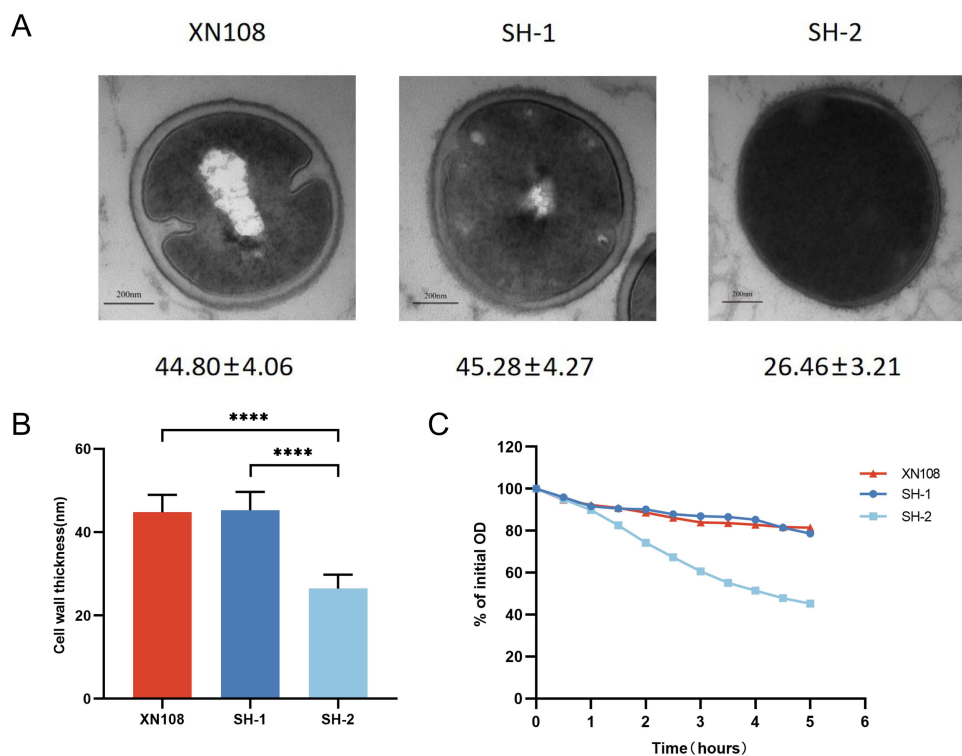 A
XN108
SH-1
SH-2
200nm
200nm
200nm
44.80±4.06
45.28±4.27
26.46±3.21
B
****
****
Cell wall thickness(nm)
60
40
20
0
XN108
SH-1
SH-2
C
% of initial OD
120
100
80
60
40
20
0
0
1
2
3
4
5
6
Time(hours)
XN108
SH-1
SH-2